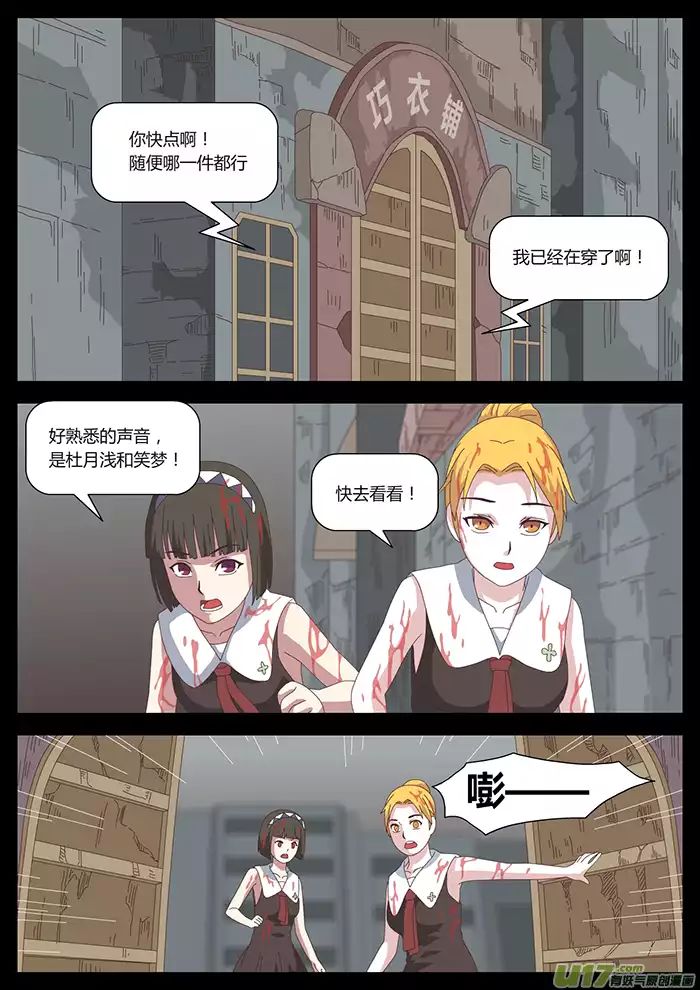 巧衣铺
你快点啊！
随便哪一件都行
我已经在穿了啊！
好熟悉的声音，
是杜月浅和笑梦！
快去看看！
嘭——
U17.com
有妖气原创漫画